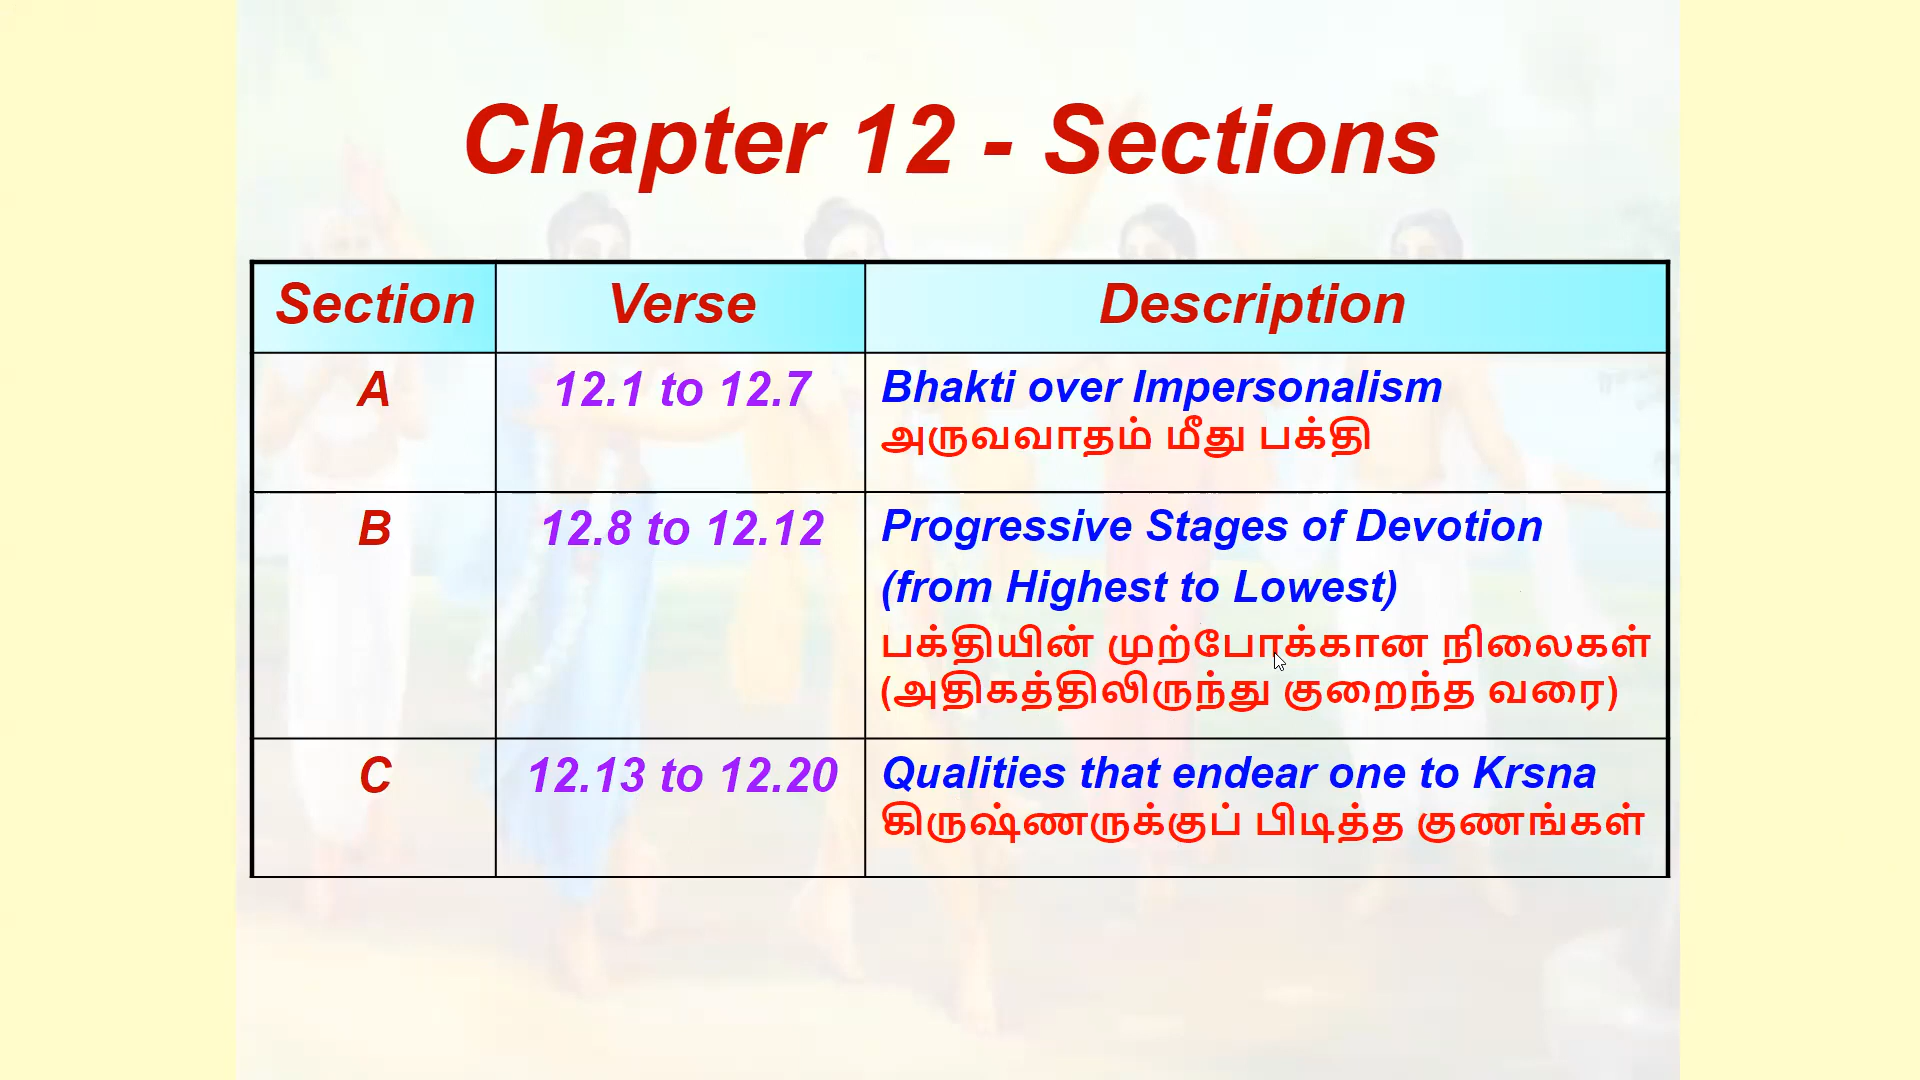 Chapter 12 - Sections
Section Verse Description
A 12.1 to 12.7 Bhakti over Impersonalism
அருவவாதம் மீது பக்தி
B 12.8 to 12.12 Progressive Stages of Devotion
(from Highest to Lowest)
பக்தியின் முற்போக்கான நிலைகள்
(அதிகத்திலிருந்து குறைந்த வரை)
C 12.13 to 12.20 Qualities that endear one to Krsna
கிருஷ்ணருக்குப் பிடித்த குணங்கள்